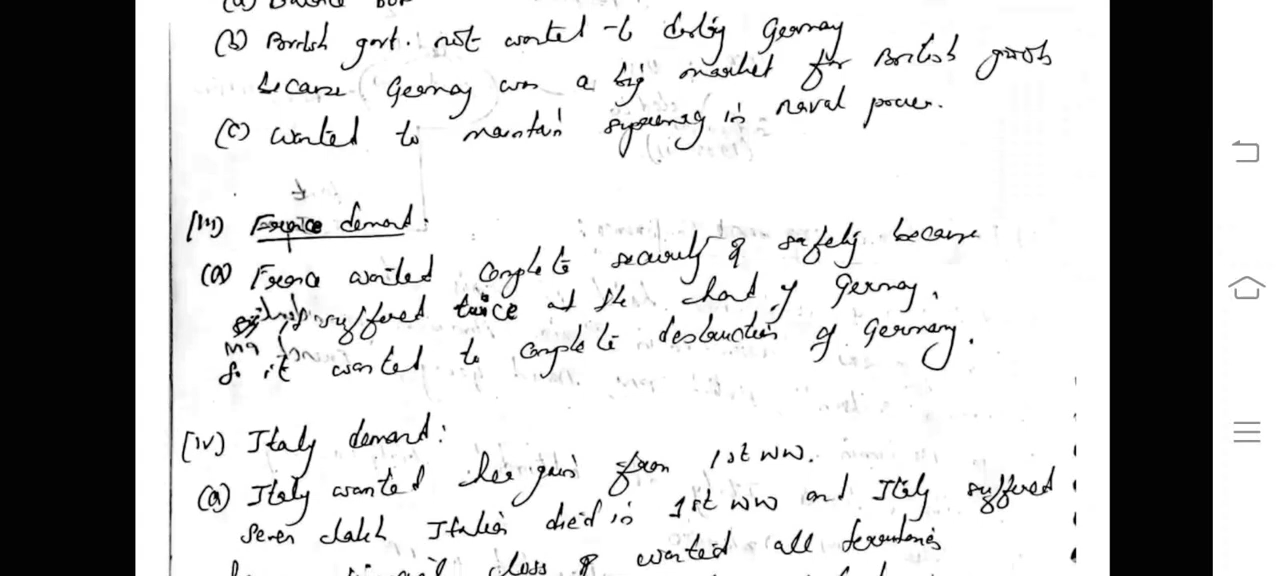 (b) British govt. not wanted to destroy Germany
because Germany was a big market for British goods
(c) wanted to maintain supremacy in naval power.
(iii) France demand:
(a) France wanted complete security & safety because
suffered twice at the hand of Germany.
So it wanted to complete destruction of Germany.
(iv) Italy demand:
(a) Italy wanted her gains from 1st WW.
Seven lakh Italian died in 1st WW and Italy suffered
loss & wanted all territories